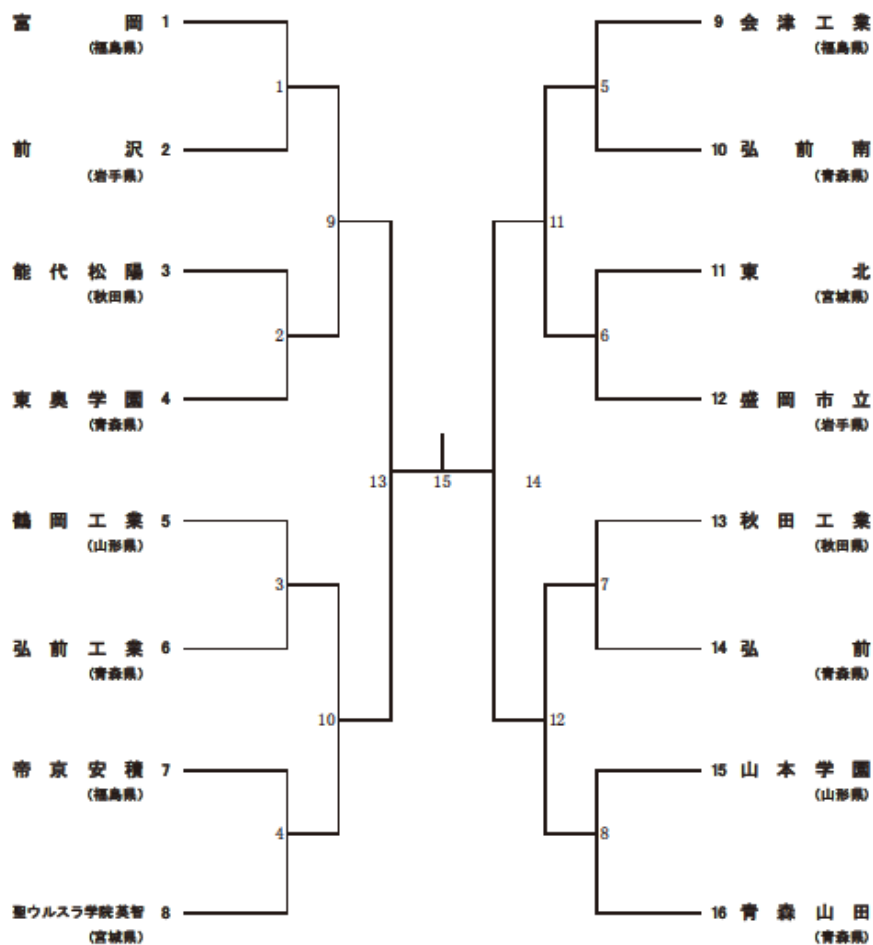 富岡 1
(福島県)
1
前沢 2
(岩手県)
9
能代松陽 3
(秋田県)
2
東奥学園 4
(青森県)
13
鶴岡工業 5
(山形県)
3
弘前工業 6
(青森県)
10
帝京安積 7
(福島県)
4
聖ウルスラ学院英智 8
(宮城県)
15
9 会津工業
(福島県)
5
10 弘前南
(青森県)
11
11 東北
(宮城県)
6
12 盛岡市立
(岩手県)
14
13 秋田工業
(秋田県)
7
14 弘前
(青森県)
12
15 山本学園
(山形県)
8
16 青森山田
(青森県)